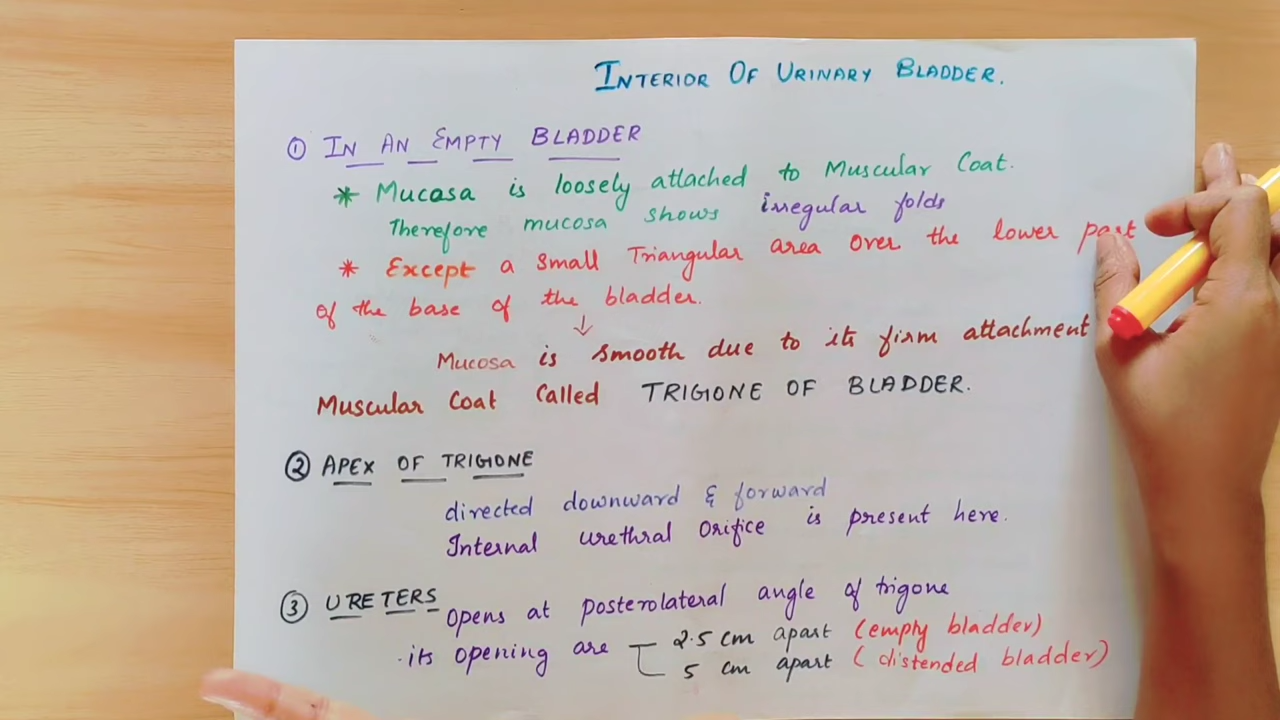 INTERIOR OF URINARY BLADDER.
① IN AN EMPTY BLADDER
* Mucosa is loosely attached to Muscular Coat.
Therefore mucosa shows irregular folds
* Except a small Triangular area over the lower part
of the base of the bladder.
↓
Mucosa is smooth due to its firm attachment
Muscular Coat Called TRIGONE OF BLADDER.
② APEX OF TRIGONE
directed downward & forward
Internal urethral orifice is present here.
③ URETERS
Opens at posterolateral angle of trigone
its opening are 2.5 cm apart (empty bladder)
5 cm apart (distended bladder)